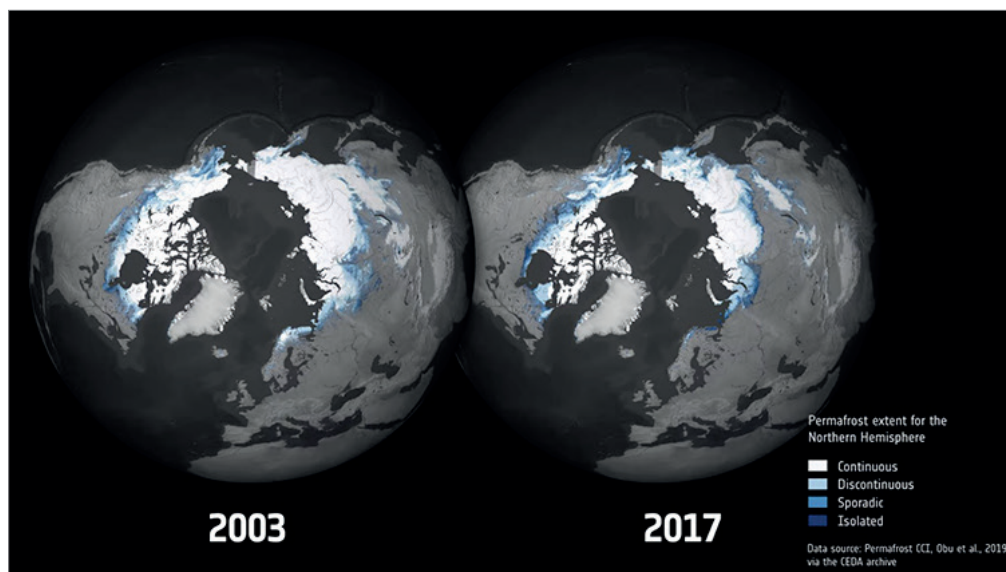 2003
2017
Permafrost extent for the
Northern Hemisphere
Continuous
Discontinuous
Sporadic
Isolated
Data source: Permafrost CCI, Obu et al., 2019
via the CEDA archive